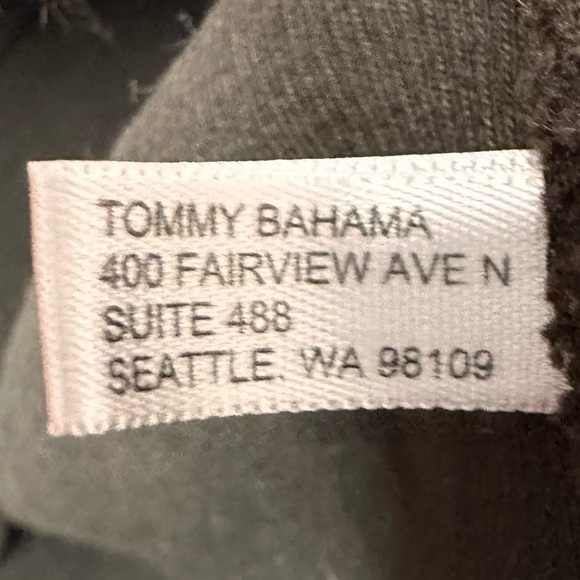 TOMMY BAHAMA
400 FAIRVIEW AVE N
SUITE 488
SEATTLE, WA 98109